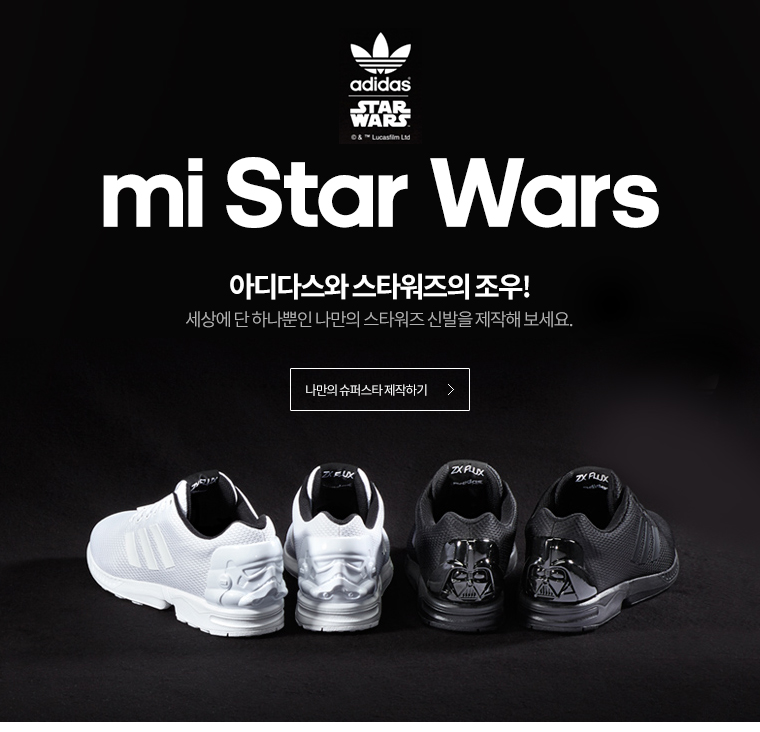 adidas
STAR
WARS
© & ™ Lucasfilm Ltd
mi Star Wars
아디다스와 스타워즈의 조우!
세상에 단 하나뿐인 나만의 스타워즈 신발을 제작해 보세요.
나만의 슈퍼스타 제작하기
ZX FLUX
ZX FLUX
ZX FLUX
ZX FLUX